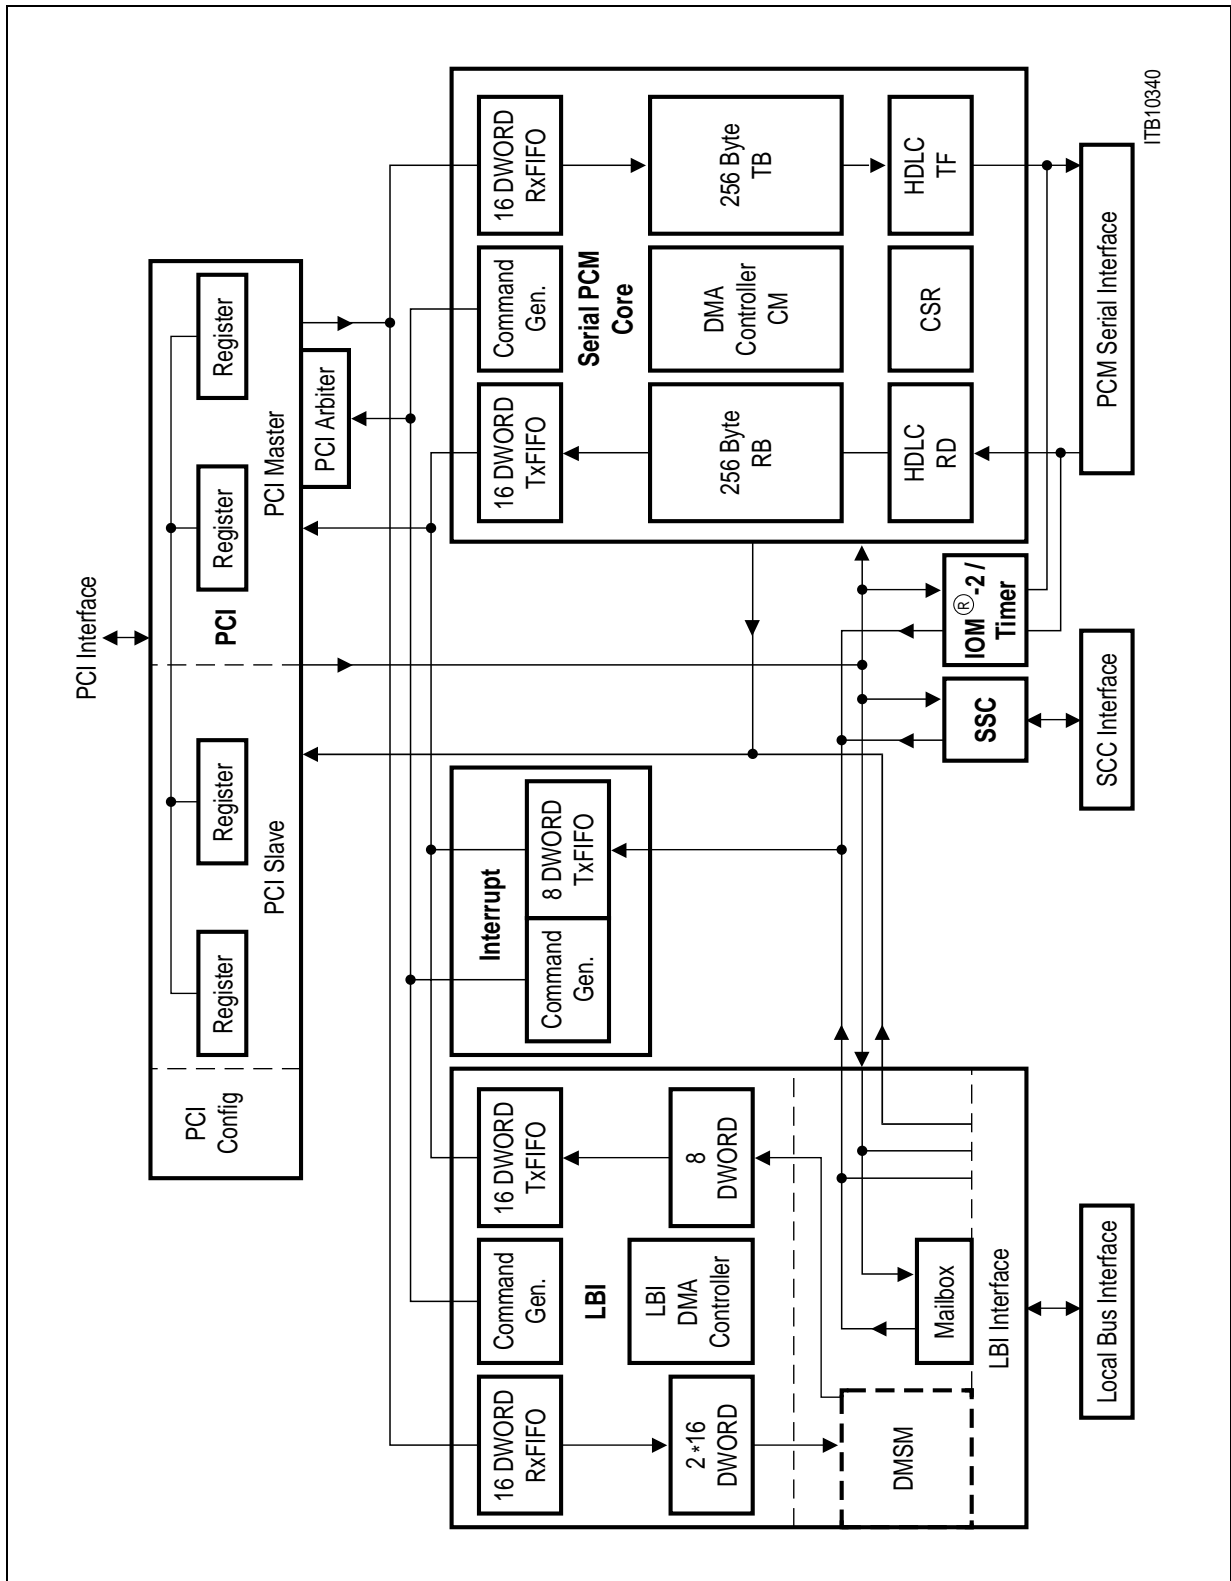 PCI Interface
PCI
Config
Register
PCI Slave
Register
PCI
Register
PCI Master
Register
PCI Arbiter
16 DWORD
RxFIFO
Command
Gen.
16 DWORD
TxFIFO
LBI
2 * 16
DWORD
LBI
DMA
Controller
8
DWORD
DMSM
Mailbox
LBI Interface
Local Bus Interface
Interrupt
Command
Gen.
8 DWORD
TxFIFO
SSC
SCC Interface
IOM®-2 /
Timer
16 DWORD
TxFIFO
Command
Gen.
16 DWORD
RxFIFO
Serial PCM
Core
256 Byte
RB
DMA
Controller
CM
256 Byte
TB
HDLC
RD
CSR
HDLC
TF
PCM Serial Interface
ITB10340